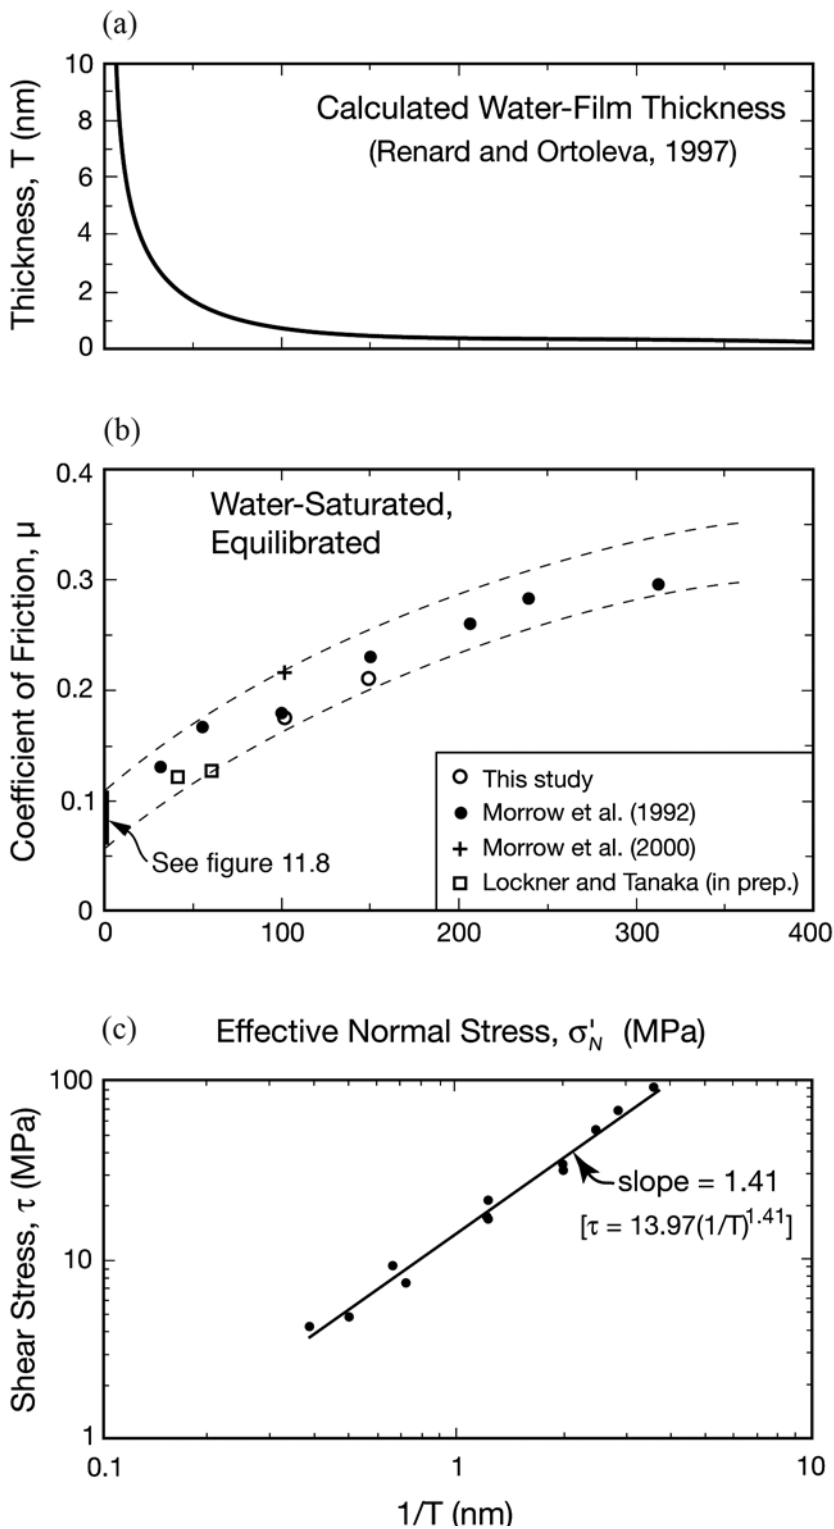 (a)
10
8
6
4
2
0
Thickness, T (nm)
Calculated Water-Film Thickness
(Renard and Ortoleva, 1997)
(b)
0.4
0.3
0.2
0.1
0
Coefficient of Friction, μ
Water-Saturated,
Equilibrated
See figure 11.8
This study
Morrow et al. (1992)
Morrow et al. (2000)
Lockner and Tanaka (in prep.)
0 100 200 300 400
Effective Normal Stress, σ'N (MPa)
(c)
100
10
1
Shear Stress, τ (MPa)
slope = 1.41
[τ = 13.97(1/T)^1.41]
0.1 1 10
1/T (nm)